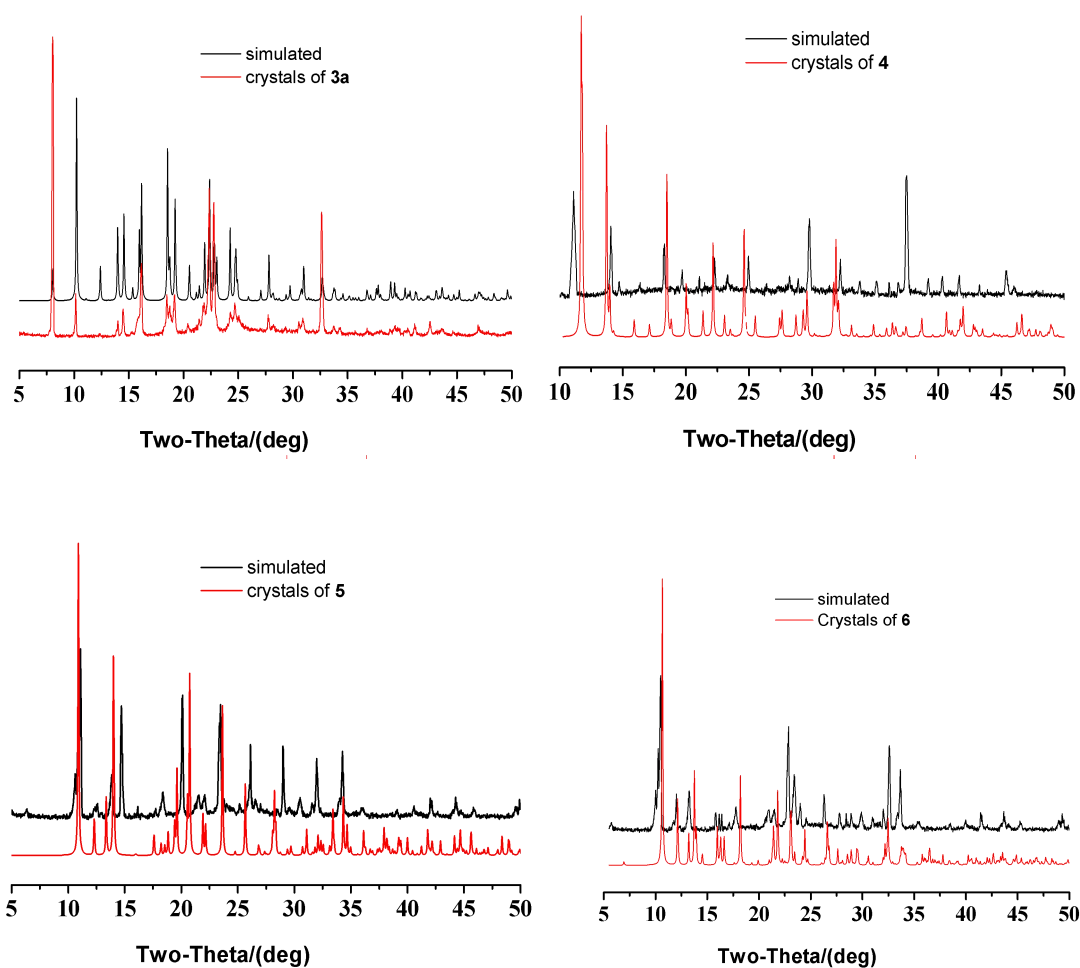 simulated
crystals of 3a
5 10 15 20 25 30 35 40 45 50
Two-Theta/(deg)
simulated
crystals of 4
10 15 20 25 30 35 40 45 50
Two-Theta/(deg)
simulated
crystals of 5
5 10 15 20 25 30 35 40 45 50
Two-Theta/(deg)
simulated
Crystals of 6
5 10 15 20 25 30 35 40 45 50
Two-Theta/(deg)